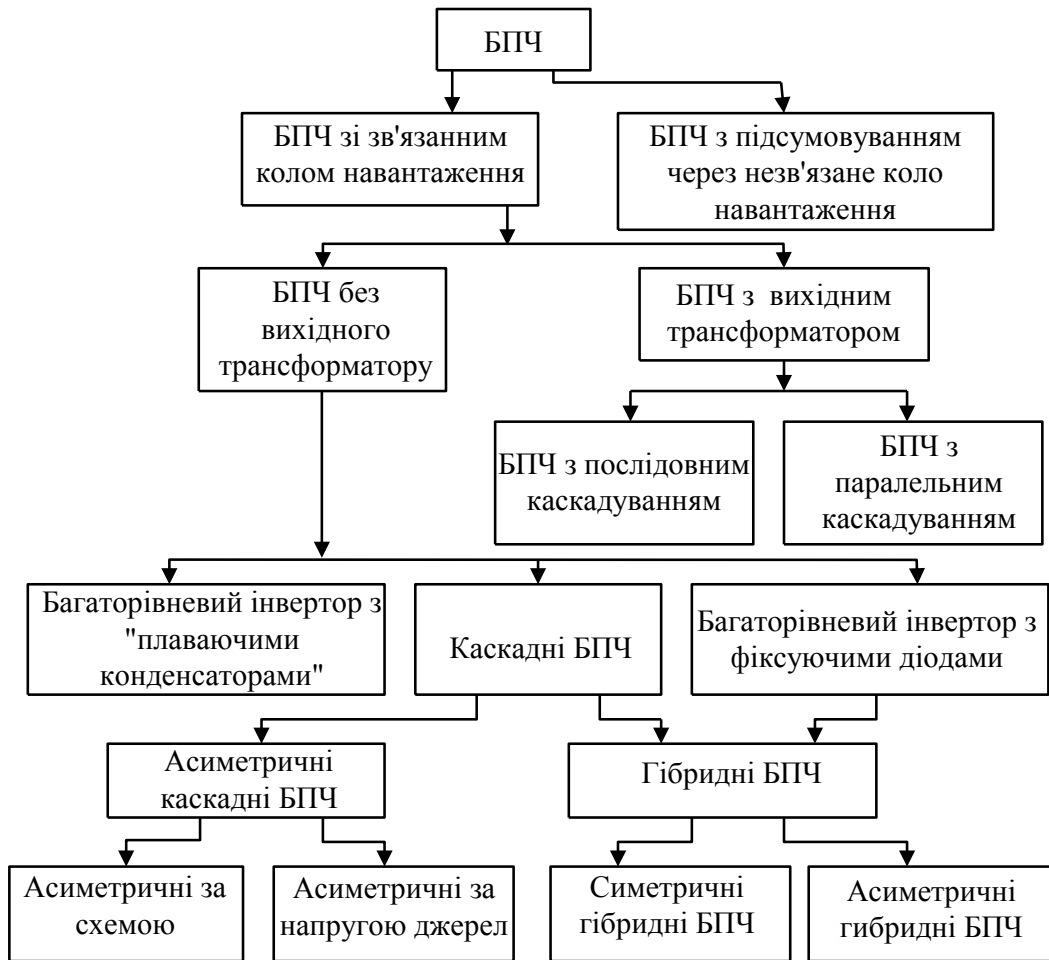 БПЧ
БПЧ зі зв'язанним
колом навантаження
БПЧ з підсумовуванням
через незв'язане коло
навантаження
БПЧ без
вихідного
трансформатору
БПЧ з вихідним
трансформатором
БПЧ з послідовним
каскадуванням
БПЧ з
паралельним
каскадуванням
Багаторівневий інвертор з
"плаваючими
конденсаторами"
Каскадні БПЧ
Багаторівневий інвертор з
фіксуючими діодами
Асиметричні
каскадні БПЧ
Гібридні БПЧ
Асиметричні за
схемою
Асиметричні за
напругою джерел
Симетричні
гібридні БПЧ
Асиметричні
гибридні БПЧ